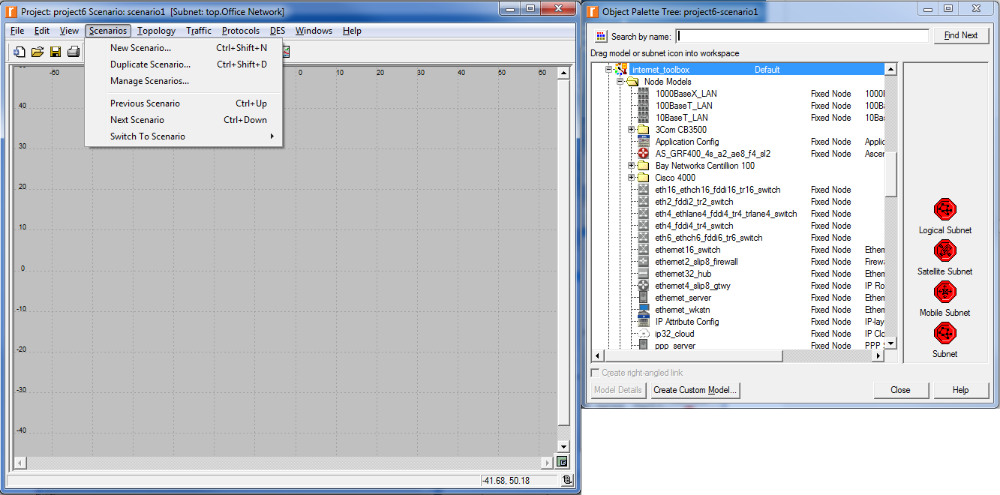 Project: project6 Scenario: scenario1 [Subnet: top.Office Network]
File Edit View Scenarios Topology Traffic Protocols DES Windows Help
New Scenario... Ctrl+Shift+N
Duplicate Scenario... Ctrl+Shift+D
Manage Scenarios...
Previous Scenario Ctrl+Up
Next Scenario Ctrl+Down
Switch To Scenario
-60 0 10 20 30 40 50 60
40
30
20
10
0
-10
-20
-30
-40
-41.68, 50.18
Object Palette Tree: project6-scenario1
Search by name: Find Next
Drag model or subnet icon into workspace
internet_toolbox Default
Node Models
1000BaseX_LAN Fixed Node 1000
100BaseT_LAN Fixed Node 100B
10BaseT_LAN Fixed Node 10Ba
3Com CB3500
Application Config Fixed Node Applic
AS_GRF400_4s_a2_ae8_f4_sl2 Fixed Node Ascer
Bay Networks Centillion 100
Cisco 4000
eth16_ethch16_fddi16_tr16_switch Fixed Node
eth2_fddi2_tr2_switch Fixed Node
eth4_ethlane4_fddi4_tr4_trlane4_switch Fixed Node
eth4_fddi4_tr4_switch Fixed Node
eth6_ethch6_fddi6_tr6_switch Fixed Node
ethernet16_switch Fixed Node Ether
ethernet2_slip8_firewall Fixed Node Firewa
ethernet32_hub Fixed Node Ether
ethernet4_slip8_gtwy Fixed Node IP Ro
ethernet_server Fixed Node Ether
ethernet_wkstn Fixed Node Ether
IP Attribute Config Fixed Node IP-lay
ip32_cloud Fixed Node IP Clo
ppp_server Fixed Node PPP
Logical Subnet
Satellite Subnet
Mobile Subnet
Subnet
Create right-angled link
Model Details Create Custom Model... Close Help